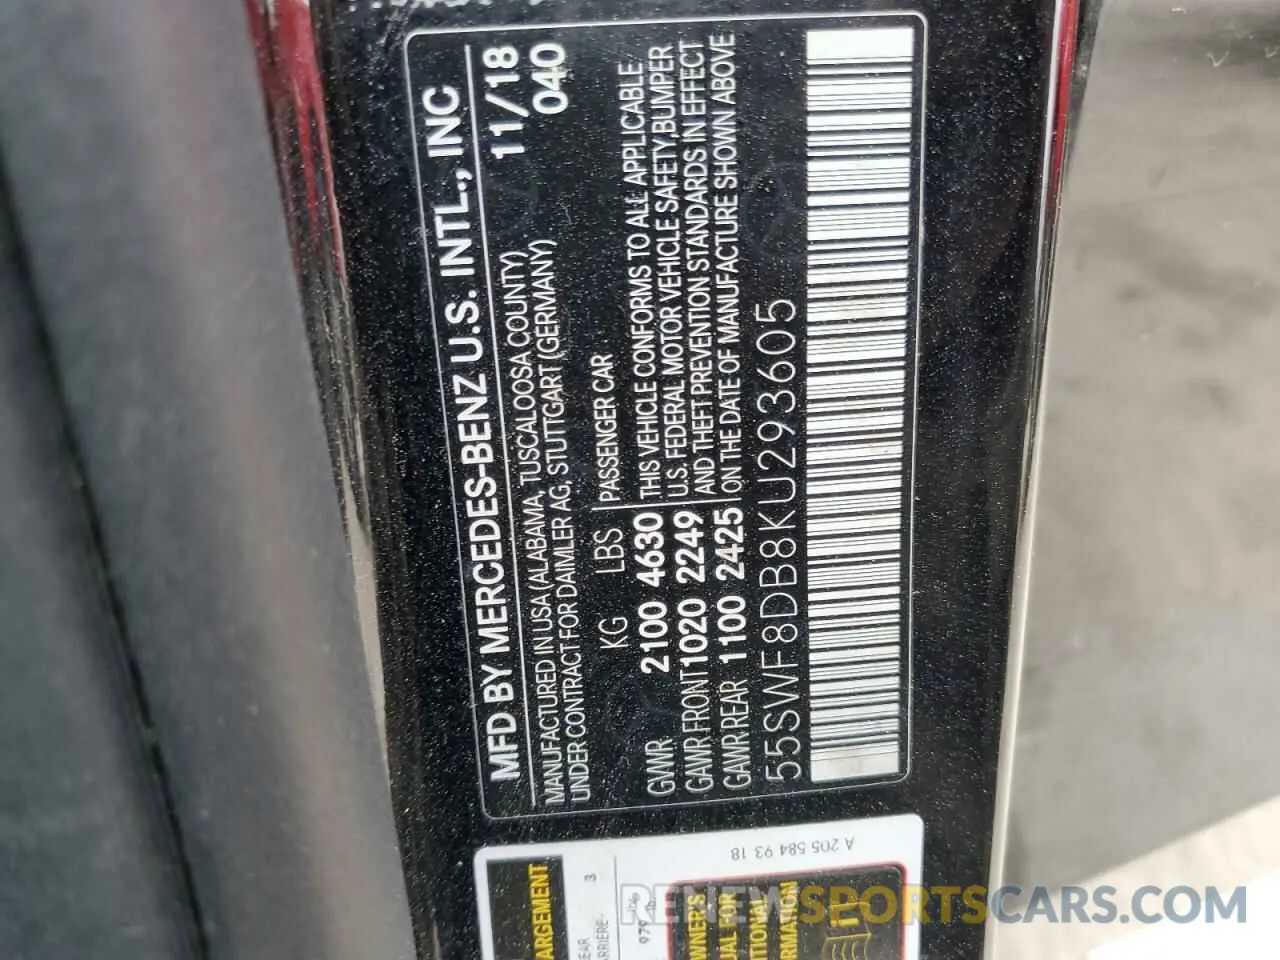 MFD BY MERCEDES-BENZ U.S. INTL., INC
MANUFACTURED IN USA (ALABAMA, TUSCALOOSA COUNTY) 11/18
UNDER CONTRACT FOR DAIMLER AG, STUTTGART (GERMANY) 040
KG LBS PASSENGER CAR
GVWR 2100 4630 THIS VEHICLE CONFORMS TO ALL APPLICABLE
GAWR FRONT 1020 2249 U.S. FEDERAL MOTOR VEHICLE SAFETY, BUMPER
GAWR REAR 1100 2425 AND THEFT PREVENTION STANDARDS IN EFFECT
ON THE DATE OF MANUFACTURE SHOWN ABOVE
55SWF8DB8KU293605
A 205 584 93 18
ARGEMENT
3
979
RENEWSPORTSCARS.COM